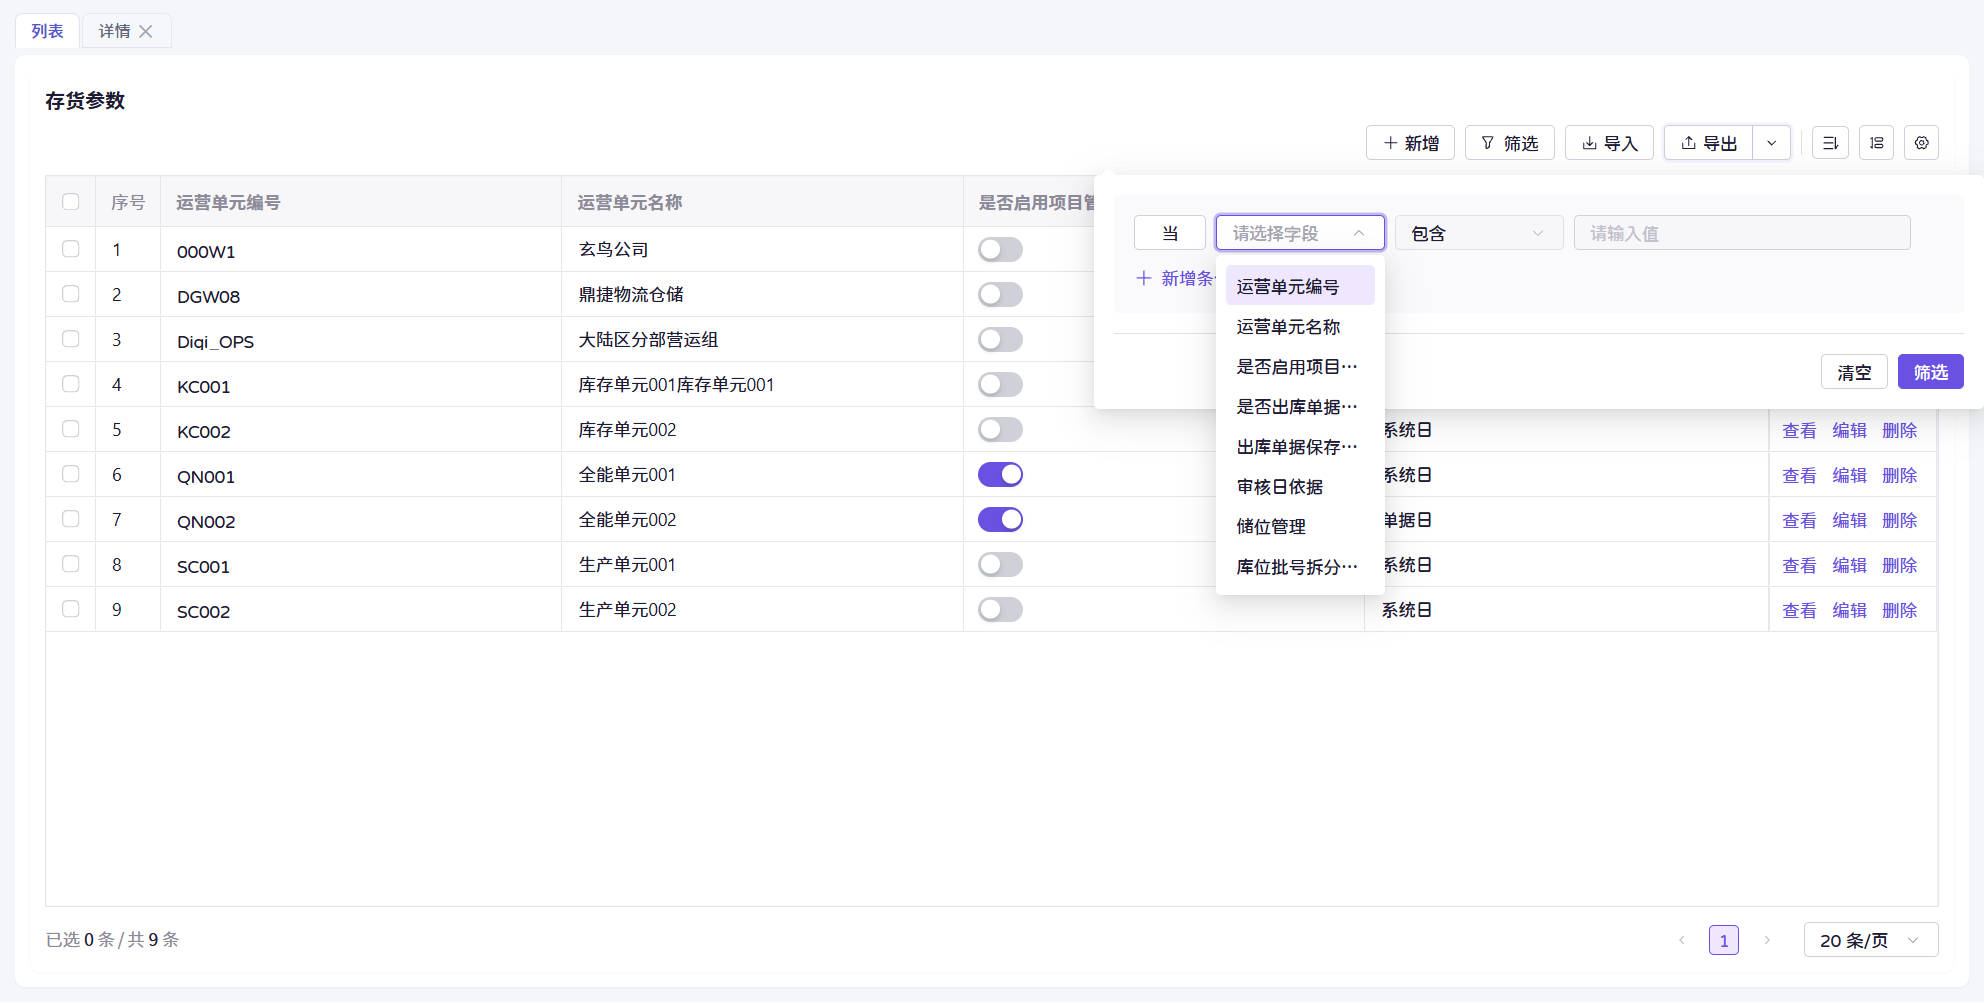 列表 详情
存货参数
新增 筛选 导入 导出
序号 运营单元编号 运营单元名称 是否启用项目管
当 请选择字段 包含 请输入值
新增条
运营单元编号
运营单元名称
是否启用项目···
是否出库单据···
出库单据保存···
审核日依据
储位管理
库位批号拆分···
清空 筛选
1 000W1 玄鸟公司
2 DGW08 鼎捷物流仓储
3 Digi_OPS 大陆区分部营运组
4 KC001 库存单元001库存单元001
5 KC002 库存单元002 系统日 查看 编辑 删除
6 QN001 全能单元001 系统日 查看 编辑 删除
7 QN002 全能单元002 单据日 查看 编辑 删除
8 SC001 生产单元001 系统日 查看 编辑 删除
9 SC002 生产单元002 系统日 查看 编辑 删除
已选 0 条 / 共 9 条 1 20 条/页